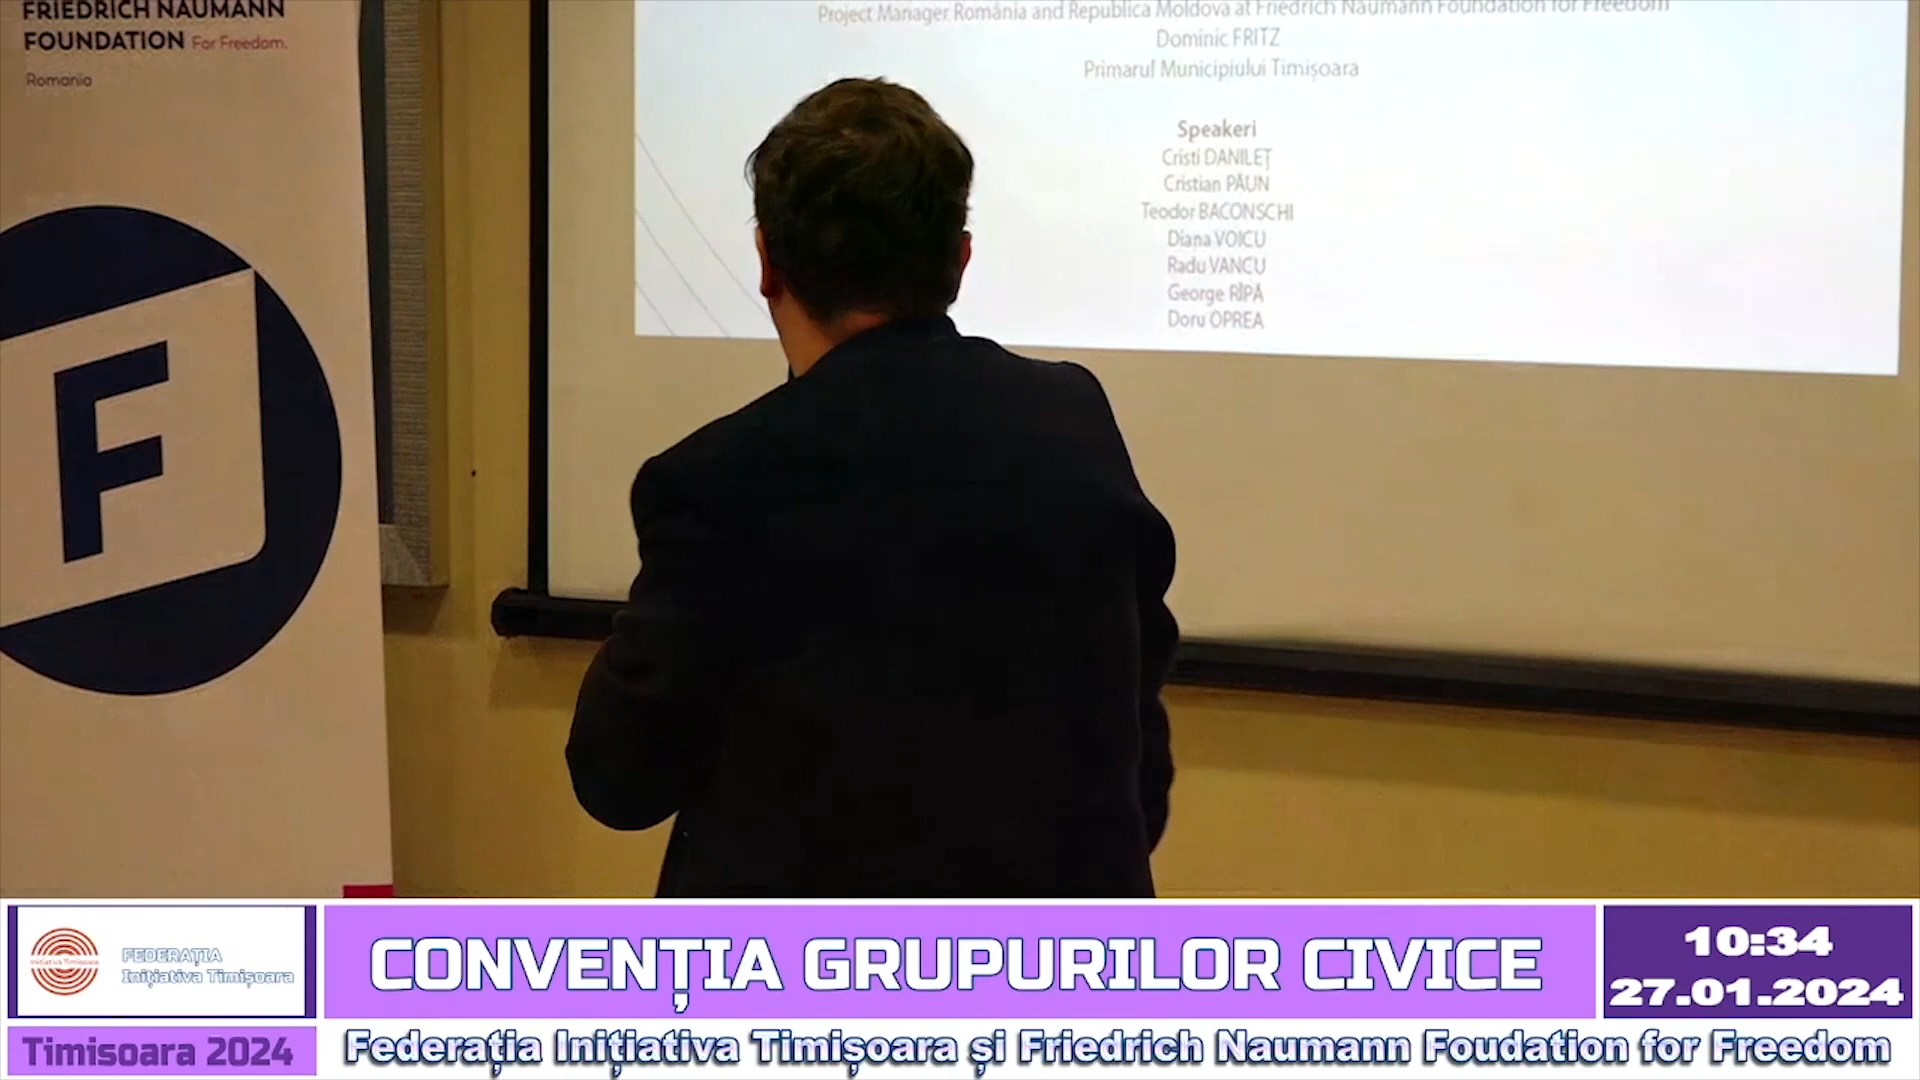 FRIEDRICH NAUMANN
FOUNDATION For Freedom.
Romania
F
Project Manager România and Republica Moldova at Friedrich Naumann Foundation for Freedom
Dominic FRITZ
Primarul Municipiului Timișoara
Speakeri
Cristi DANILEȚ
Cristian PĂUN
Teodor BACONSCHI
Diana VOICU
Radu VANCU
George RÎPĂ
Doru OPREA
Inițiativa Timisoara
FEDERAȚIA
Inițiativa Timișoara
CONVENȚIA GRUPURILOR CIVICE
10:34
27.01.2024
Timisoara 2024
Federația Inițiativa Timișoara și Friedrich Naumann Foudation for Freedom